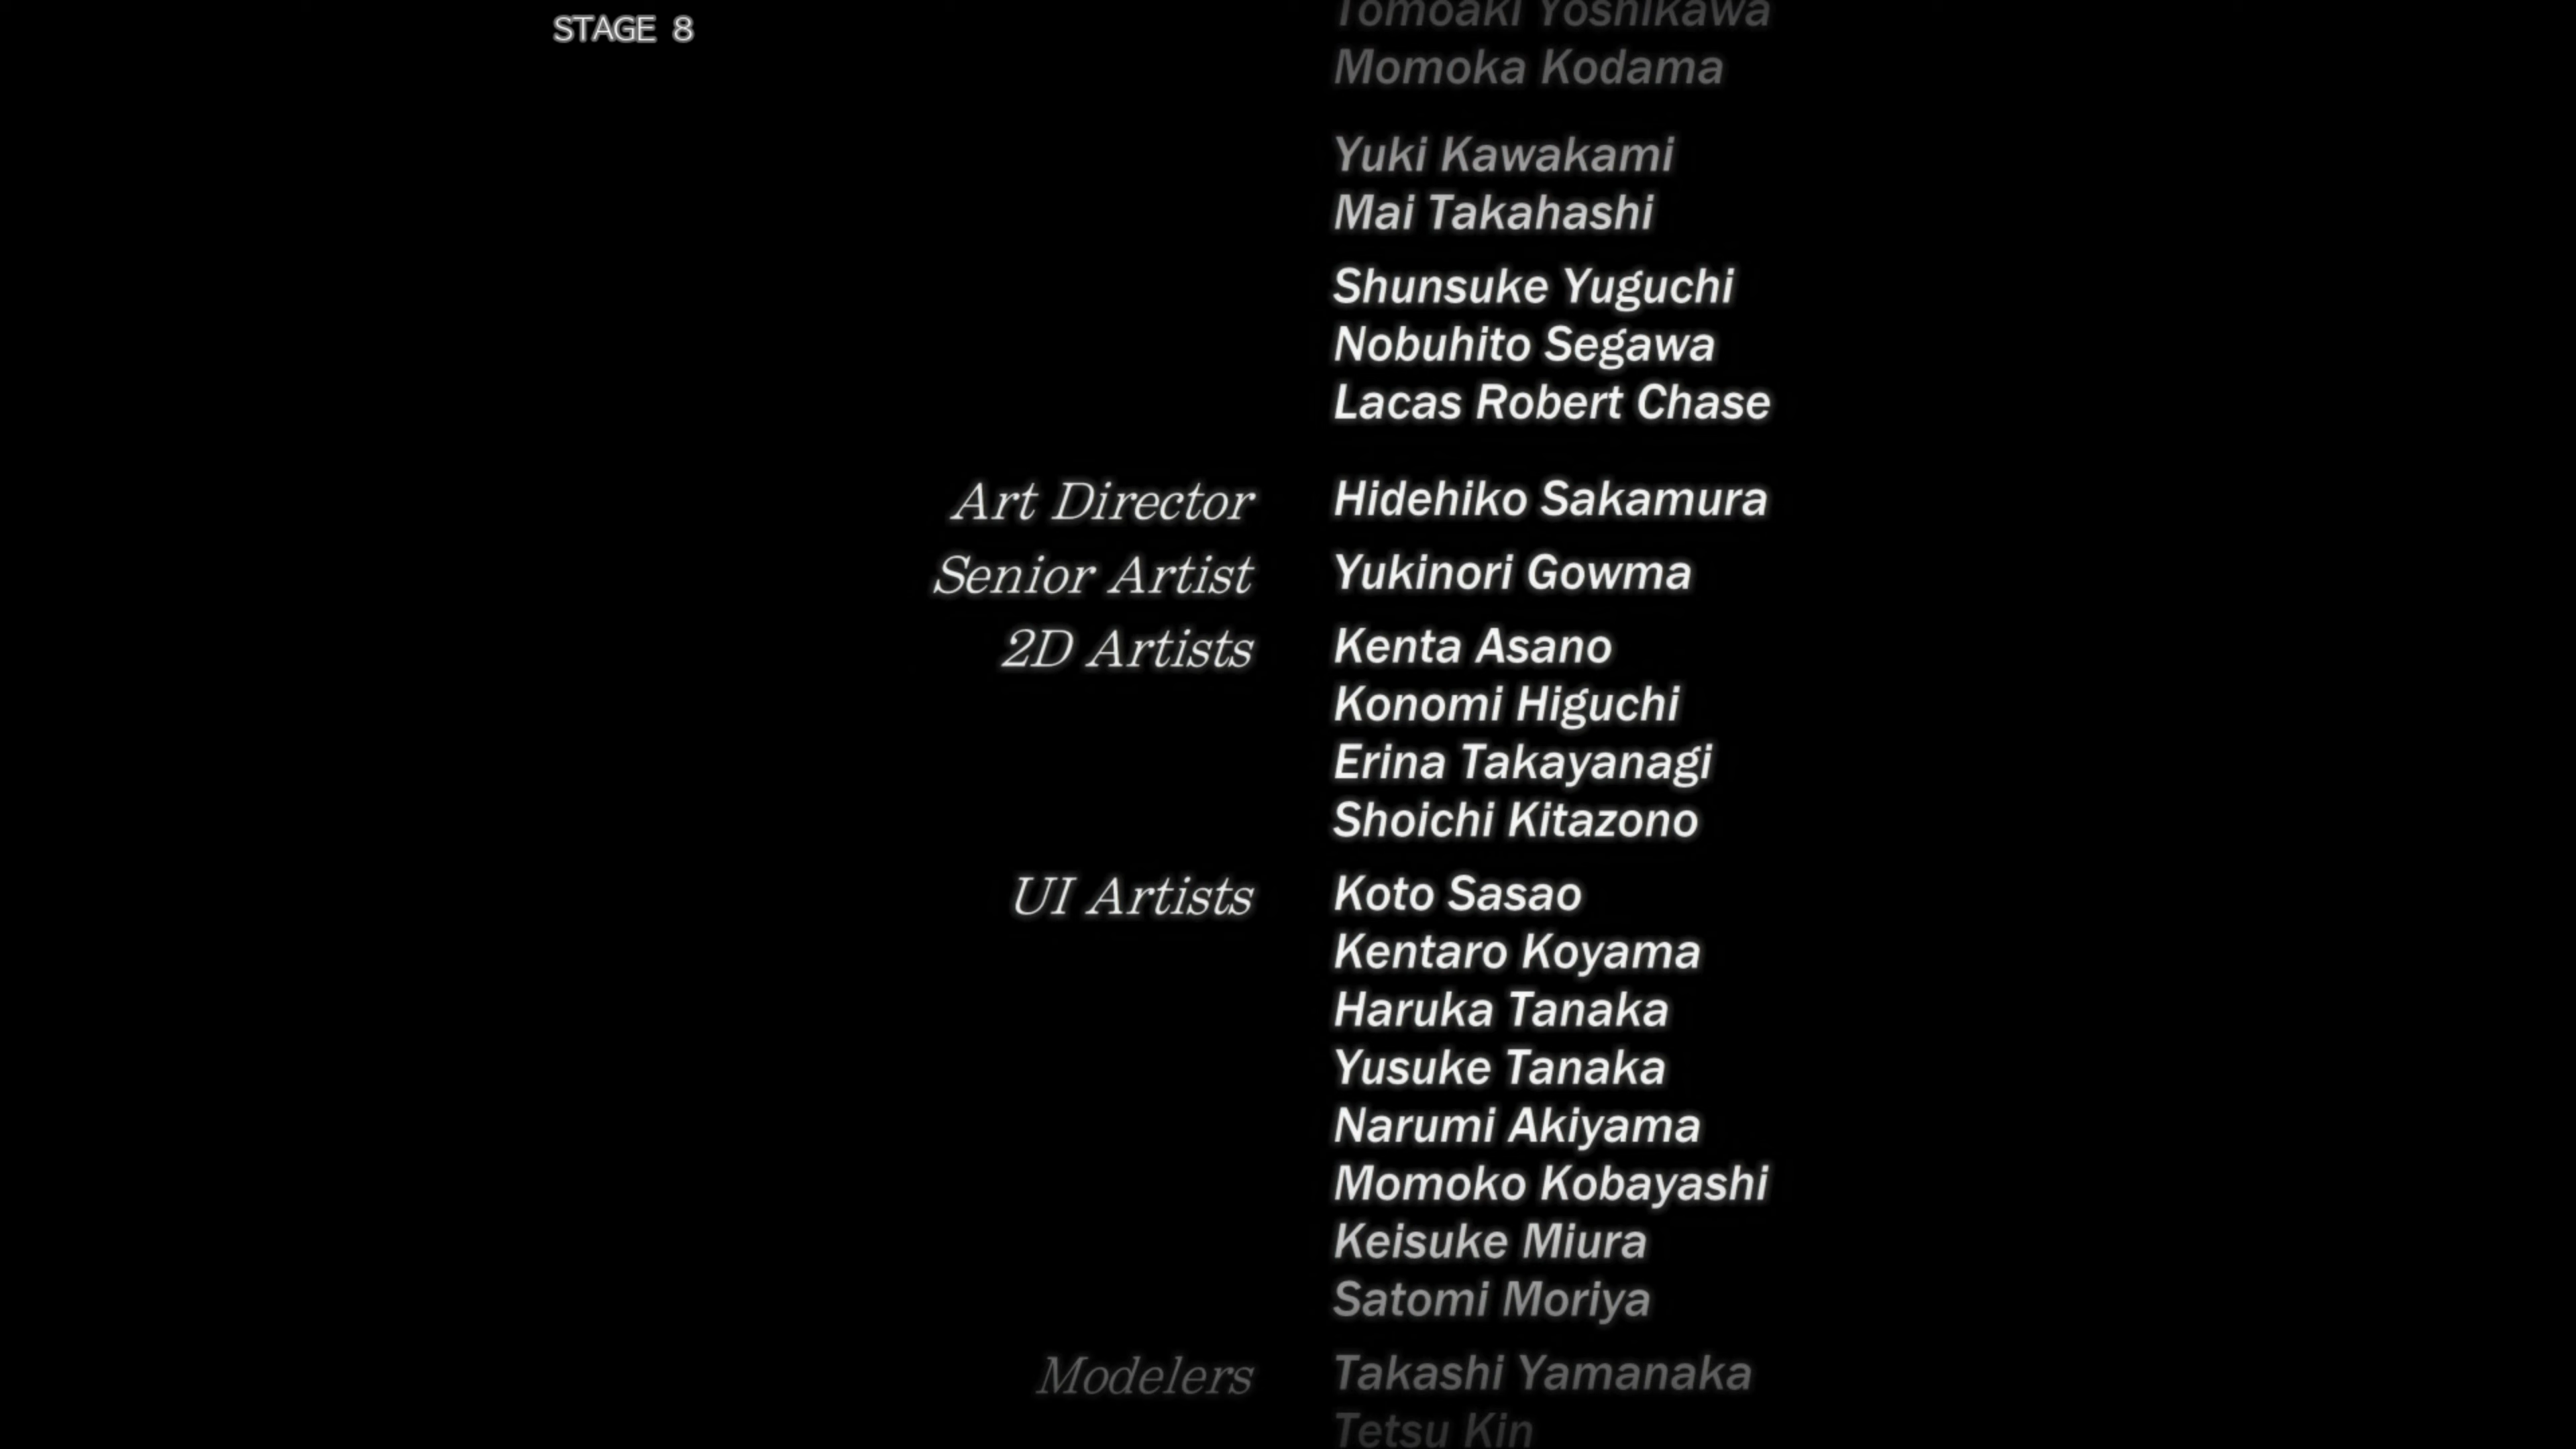 STAGE 8
Tomoaki Yoshikawa
Momoka Kodama
Yuki Kawakami
Mai Takahashi
Shunsuke Yuguchi
Nobuhito Segawa
Lacas Robert Chase
Art Director Hidehiko Sakamura
Senior Artist Yukinori Gowma
2D Artists Kenta Asano
Konomi Higuchi
Erina Takayanagi
Shoichi Kitazono
UI Artists Koto Sasao
Kentaro Koyama
Haruka Tanaka
Yusuke Tanaka
Narumi Akiyama
Momoko Kobayashi
Keisuke Miura
Satomi Moriya
Modelers Takashi Yamanaka
Tetsu Kin